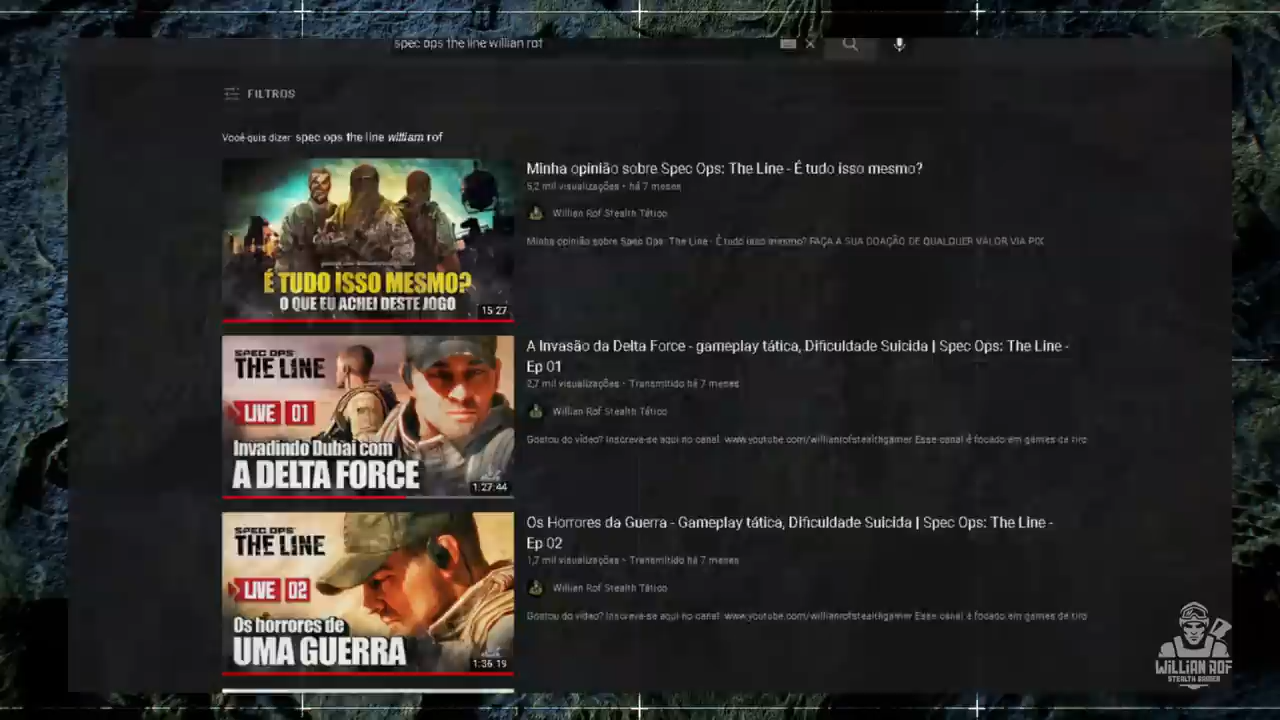 spec ops the line willian rof
FILTROS
Você quis dizer spec ops the line william rof
É TUDO ISSO MESMO?
O QUE EU ACHEI DESTE JOGO
15:27
Minha opinião sobre Spec Ops: The Line - É tudo isso mesmo?
5,2 mil visualizações • há 7 meses
Willian Rof Stealth Tático
Minha opinião sobre Spec Ops: The Line - É tudo isso mesmo? FAÇA A SUA DOAÇÃO DE QUALQUER VALOR VIA PIX
SPEC OPS
THE LINE
LIVE 01
Invadindo Dubai com
A DELTA FORCE
1:27:44
A Invasão da Delta Force - gameplay tática, Dificuldade Suicida | Spec Ops: The Line -
Ep 01
2,7 mil visualizações • Transmitido há 7 meses
Willian Rof Stealth Tático
Gostou do vídeo? Inscreva-se aqui no canal: www.youtube.com/willianrofstealthgamer Esse canal é focado em games de tiro
SPEC OPS
THE LINE
LIVE 02
Os horrores de
UMA GUERRA
1:36:19
Os Horrores da Guerra - Gameplay tática, Dificuldade Suicida | Spec Ops: The Line -
Ep 02
1,7 mil visualizações • Transmitido há 7 meses
Willian Rof Stealth Tático
Gostou do vídeo? Inscreva-se aqui no canal: www.youtube.com/willianrofstealthgamer Esse canal é focado em games de tiro
WILLIAN ROF
STEALTH GAMER